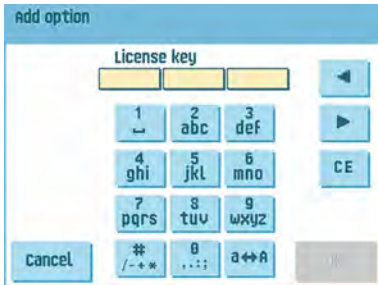 Add option
License key
1 2 3
␣ abc def
4 5 6
ghi jkl mno
CE
7 8 9
pqrs tuv wxyz
Cancel
# 0
/-+* .,:; a↔A